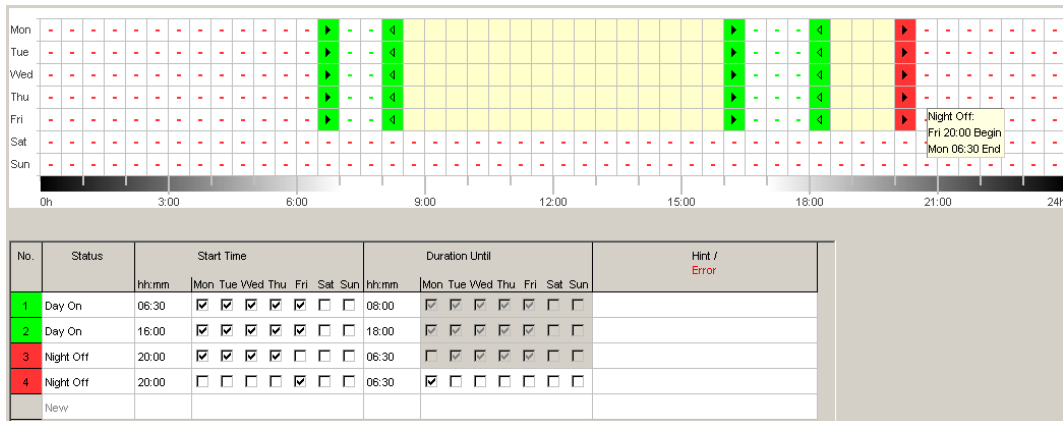 Mon
Tue
Wed
Thu
Fri
Sat
Sun
Night Off:
Fri 20:00 Begin
Mon 06:30 End
0h 3:00 6:00 9:00 12:00 15:00 18:00 21:00 24h
No. Status Start Time Duration Until Hint /
Error
hh:mm Mon Tue Wed Thu Fri Sat Sun hh:mm Mon Tue Wed Thu Fri Sat Sun
1 Day On 06:30 08:00
2 Day On 16:00 18:00
3 Night Off 20:00 06:30
4 Night Off 20:00 06:30
New